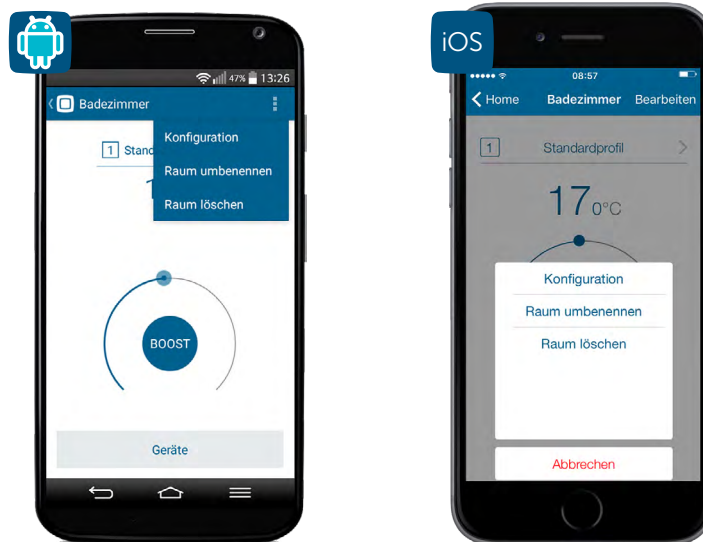 47% 13:26
Badezimmer
Konfiguration
1 Stand
Raum umbenennen
Raum löschen
BOOST
Geräte
iOS
08:57
Home Badezimmer Bearbeiten
1 Standardprofil
17 0°C
Konfiguration
Raum umbenennen
Raum löschen
Abbrechen